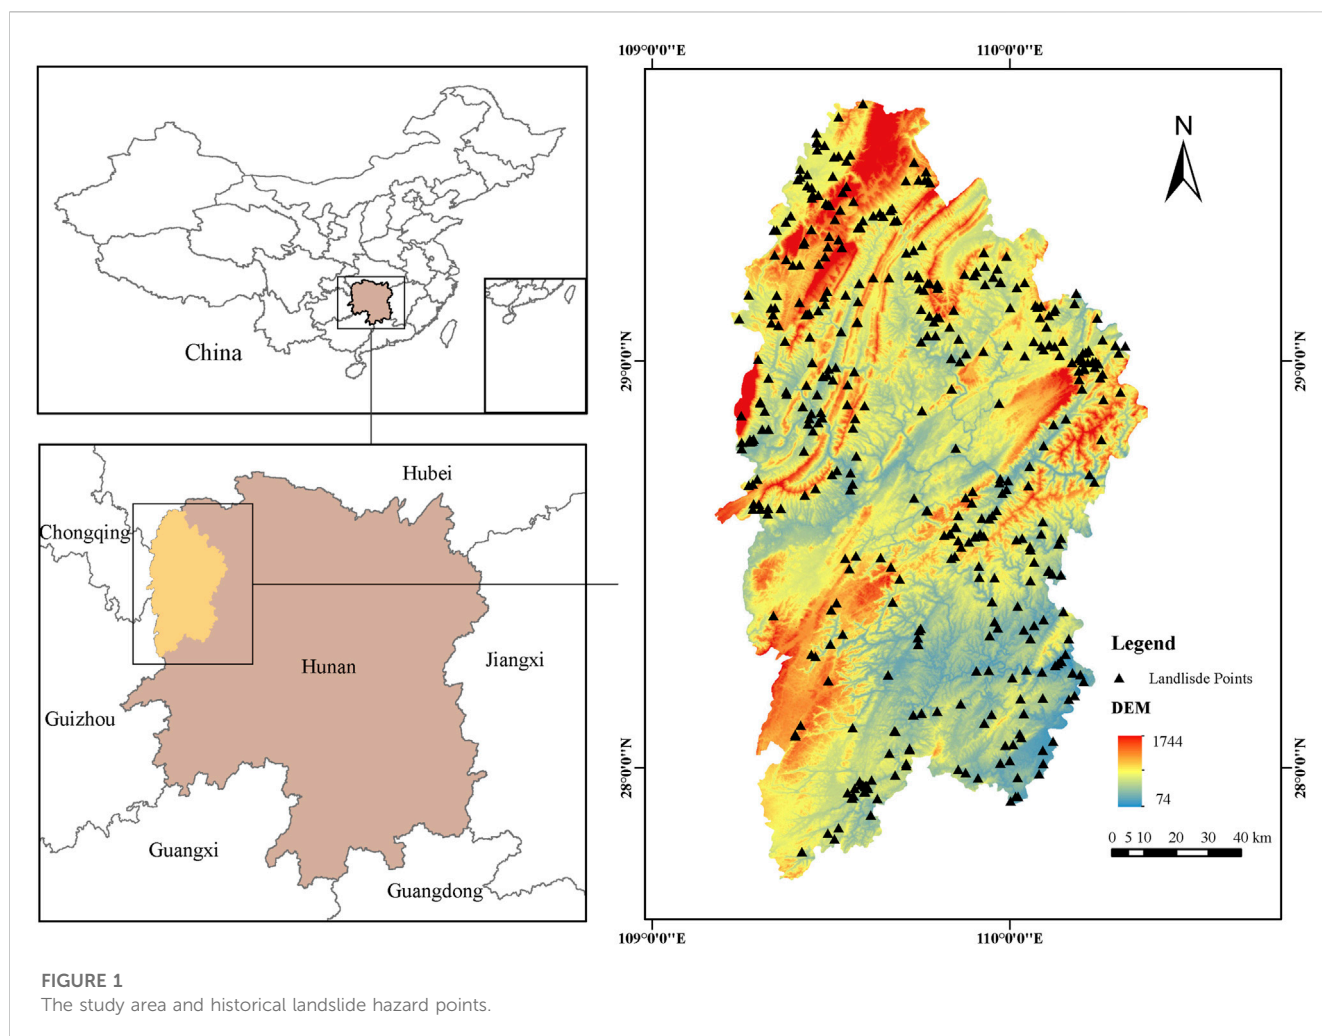 China
Hubei
Chongqing
Hunan
Jiangxi
Guizhou
Guangxi
Guangdong
109°0'0"E
110°0'0"E
N
29°0'0"N
29°0'0"N
Legend
Landlisde Points
DEM
1744
74
28°0'0"N
28°0'0"N
0 5 10 20 30 40 km
109°0'0"E
110°0'0"E
FIGURE 1
The study area and historical landslide hazard points.